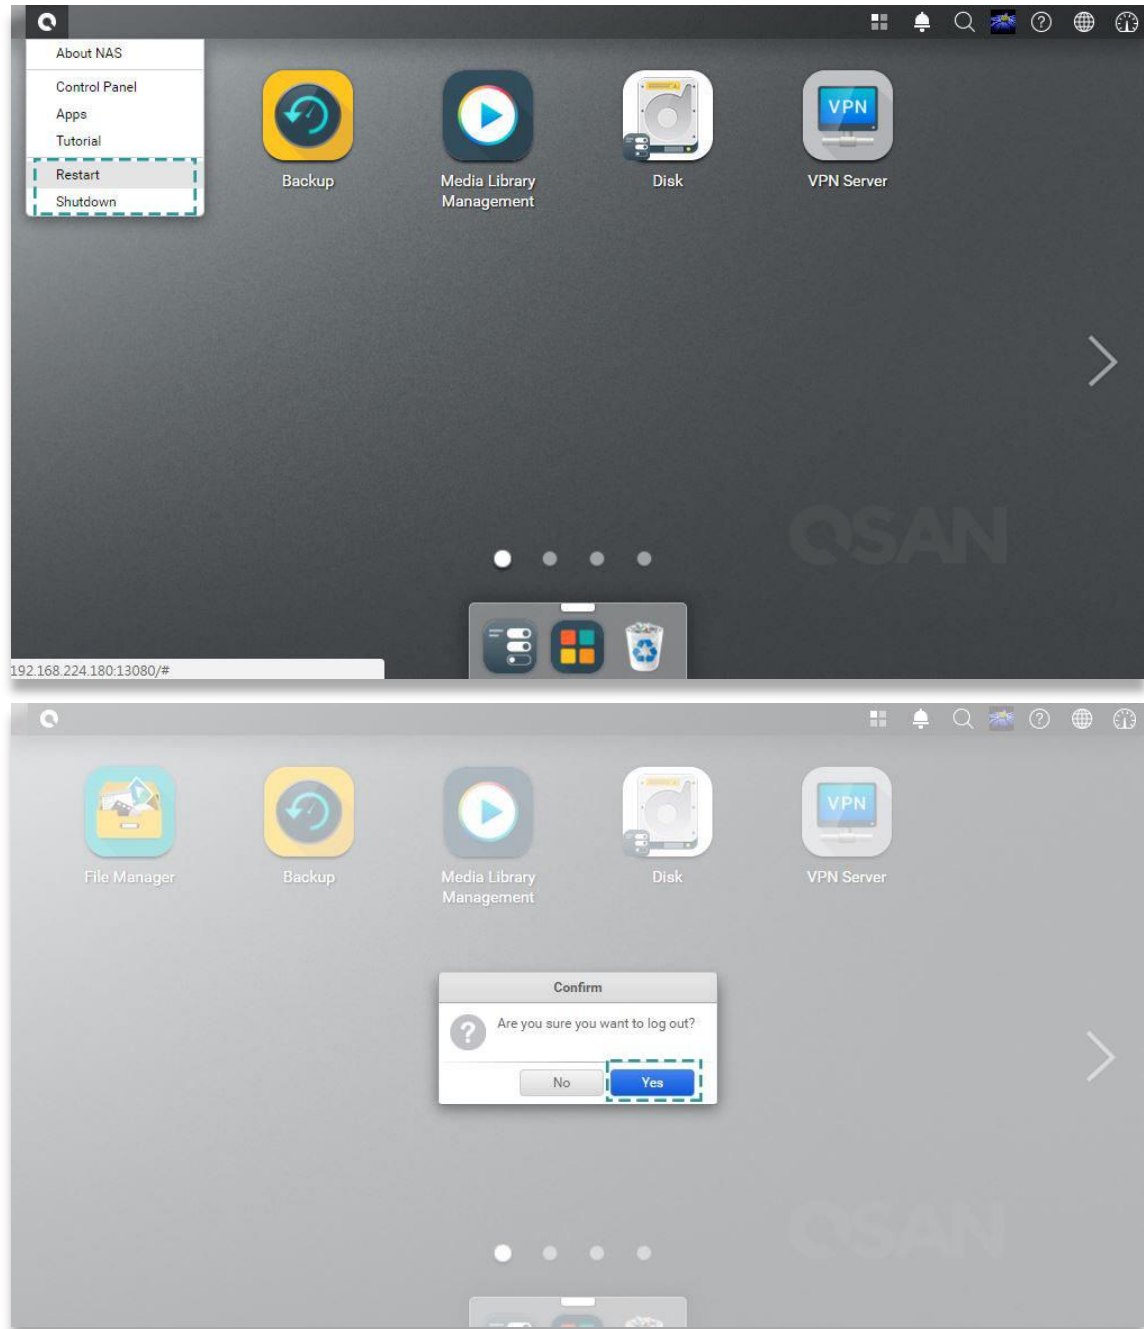 About NAS
Control Panel
Apps
Tutorial
Restart
Shutdown
VPN
Backup
Media Library
Management
Disk
VPN Server
QSAN
192.168.224.180:13080/#
VPN
File Manager
Backup
Media Library
Management
Disk
VPN Server
Confirm
Are you sure you want to log out?
No
Yes
QSAN